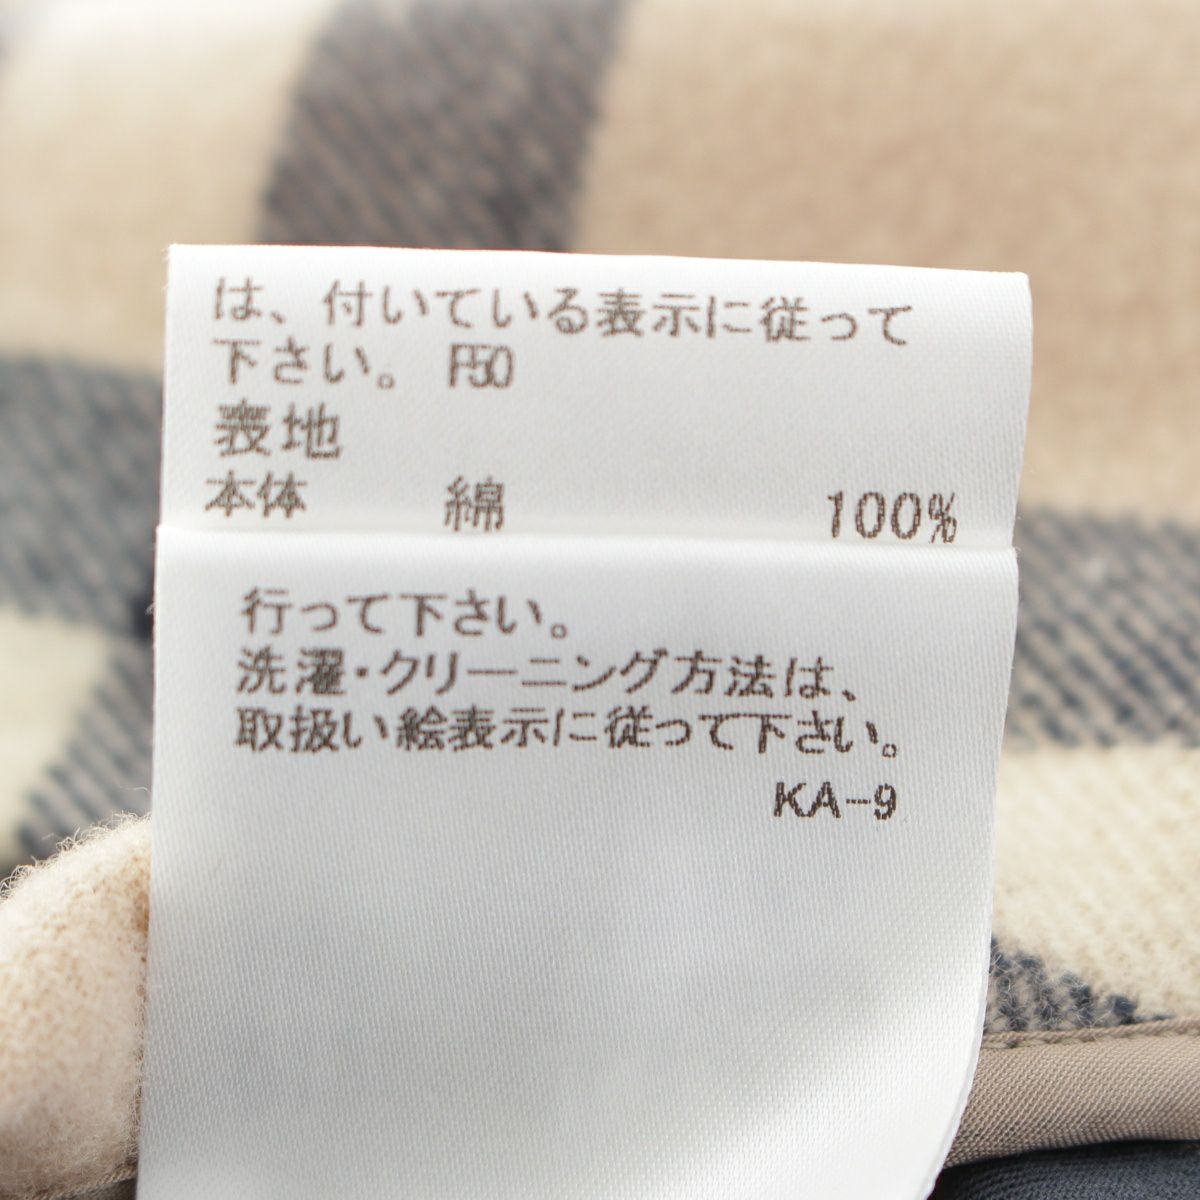 は、付いている表示に従って
下さい。 F50
表地
本体 綿 100%
行って下さい。
洗濯・クリーニング方法は、
取扱い絵表示に従って下さい。
KA-9